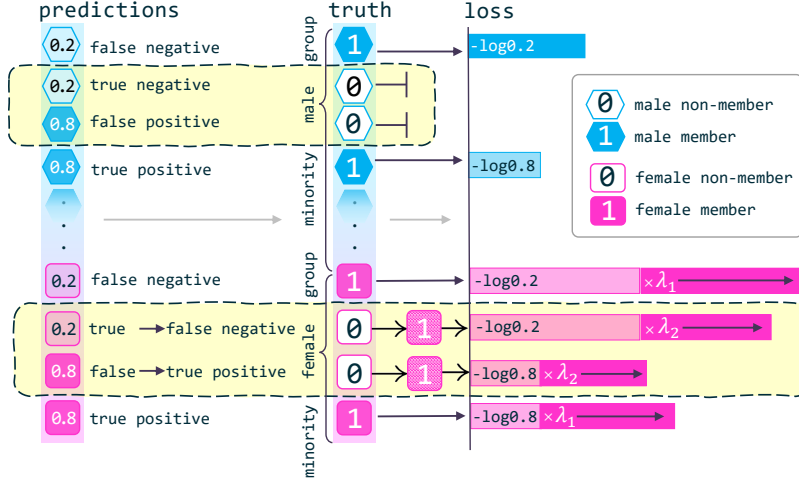 predictions truth loss
0.2 false negative 1 -log0.2
0.2 true negative 0
0.8 false positive 0
0.8 true positive 1 -log0.8
minority male group
0 male non-member
1 male member
0 female non-member
1 female member
0.2 false negative 1 -log0.2 ×λ1
0.2 true → false negative 0 → 1 → -log0.2 ×λ2
0.8 false → true positive 0 → 1 → -log0.8 ×λ2
0.8 true positive 1 -log0.8 ×λ1
minority female group